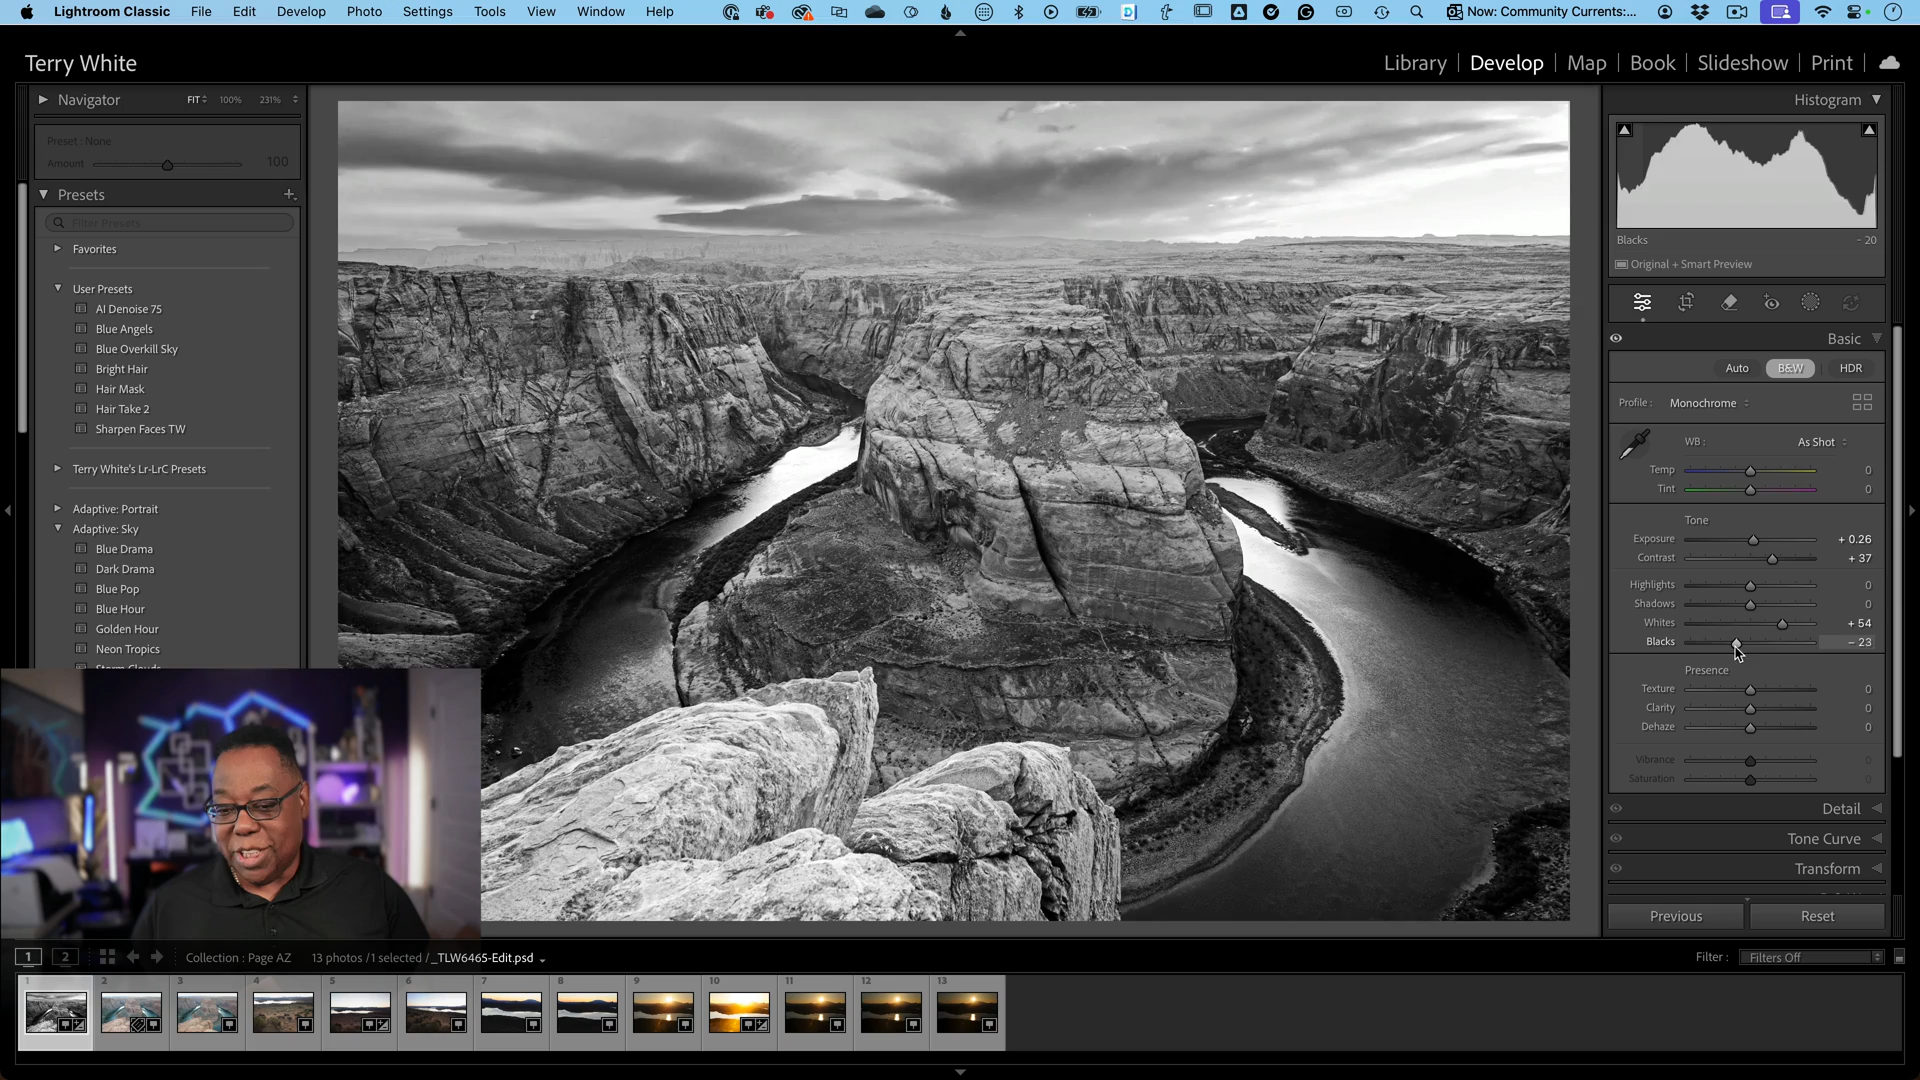 Lightroom Classic File Edit Develop Photo Settings Tools View Window Help Now: Community Currents:...
Terry White
Library | Develop | Map | Book | Slideshow | Print |
Navigator FIT 100% 231%
Preset : None
Amount 100
Presets
Filter Presets
Favorites
User Presets
AI Denoise 75
Blue Angels
Blue Overkill Sky
Bright Hair
Hair Mask
Hair Take 2
Sharpen Faces TW
Terry White's Lr-LrC Presets
Adaptive: Portrait
Adaptive: Sky
Blue Drama
Dark Drama
Blue Pop
Blue Hour
Golden Hour
Neon Tropics
Storm Clouds
Histogram
Blacks - 20
Original + Smart Preview
Basic
Auto B&W HDR
Profile : Monochrome
WB : As Shot
Temp 0
Tint 0
Tone
Exposure + 0.26
Contrast + 37
Highlights 0
Shadows 0
Whites + 54
Blacks - 23
Presence
Texture 0
Clarity 0
Dehaze 0
Vibrance 0
Saturation 0
Detail
Tone Curve
Transform
Previous Reset
1 2 Collection : Page AZ 13 photos /1 selected /_TLW6465-Edit.psd Filter : Filters Off
1 2 3 4 5 6 7 8 9 10 11 12 13